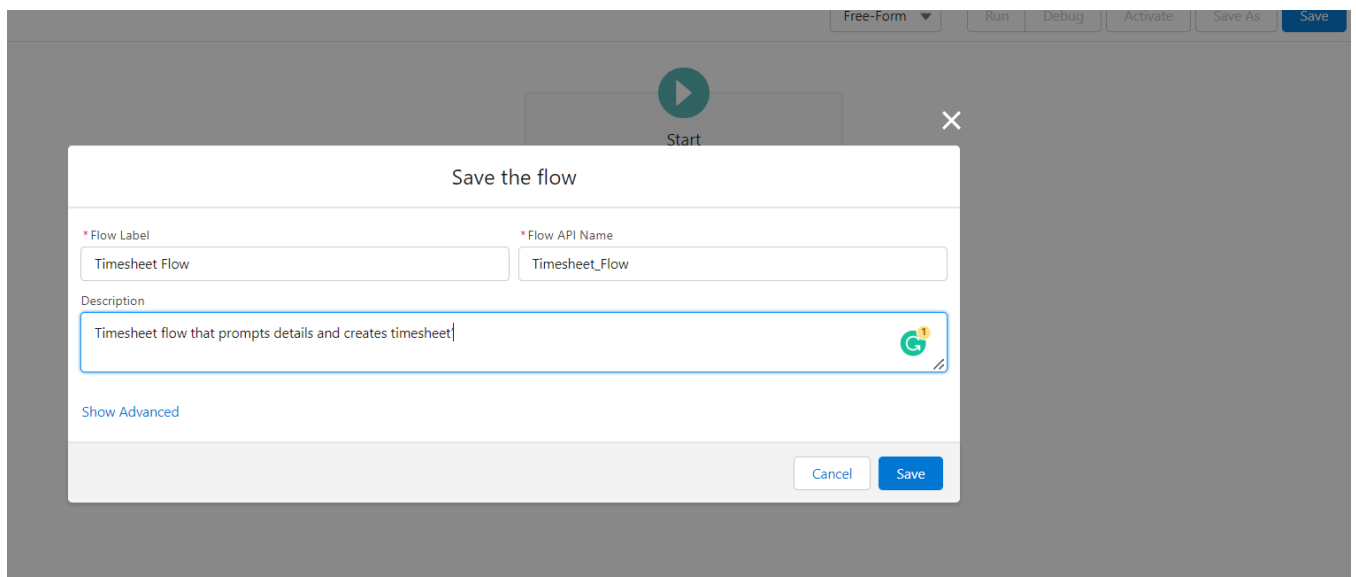 Free-Form Run Debug Activate Save As Save
Start
Save the flow
* Flow Label * Flow API Name
Timesheet Flow Timesheet_Flow
Description
Timesheet flow that prompts details and creates timesheet'
1
Show Advanced
Cancel Save